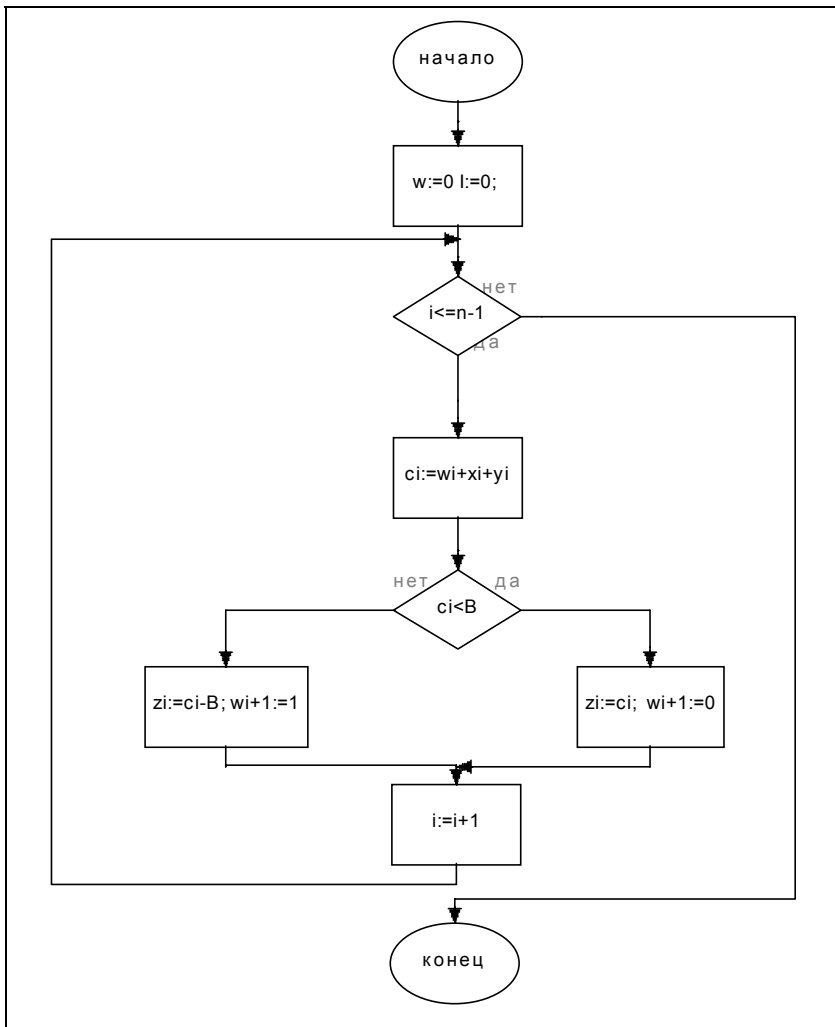 начало
w:=0 I:=0;
нет
i<=n-1
да
ci:=wi+xi+yi
нет
да
ci<B
zi:=ci-B; wi+1:=1
zi:=ci; wi+1:=0
i:=i+1
конец